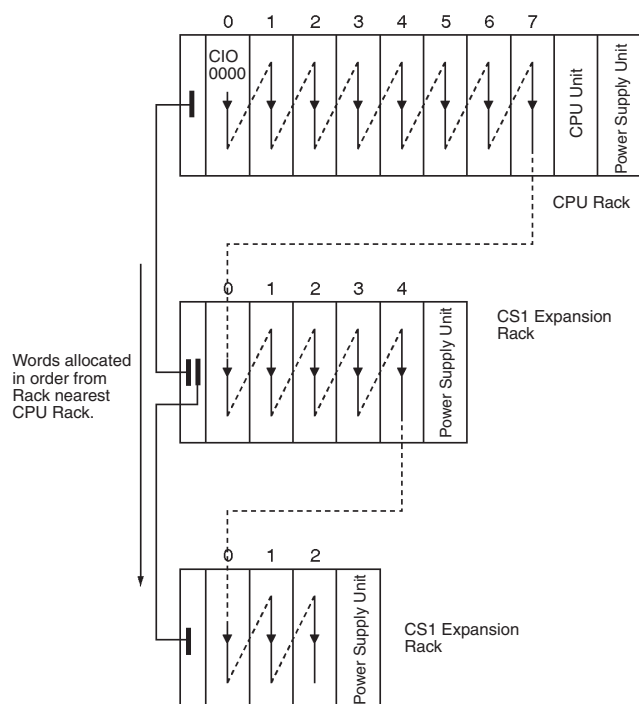 0 1 2 3 4 5 6 7
CIO
0000
CPU Unit
Power Supply Unit
CPU Rack
0 1 2 3 4
Power Supply Unit
CS1 Expansion
Rack
Words allocated
in order from
Rack nearest
CPU Rack.
0 1 2
Power Supply Unit
CS1 Expansion
Rack